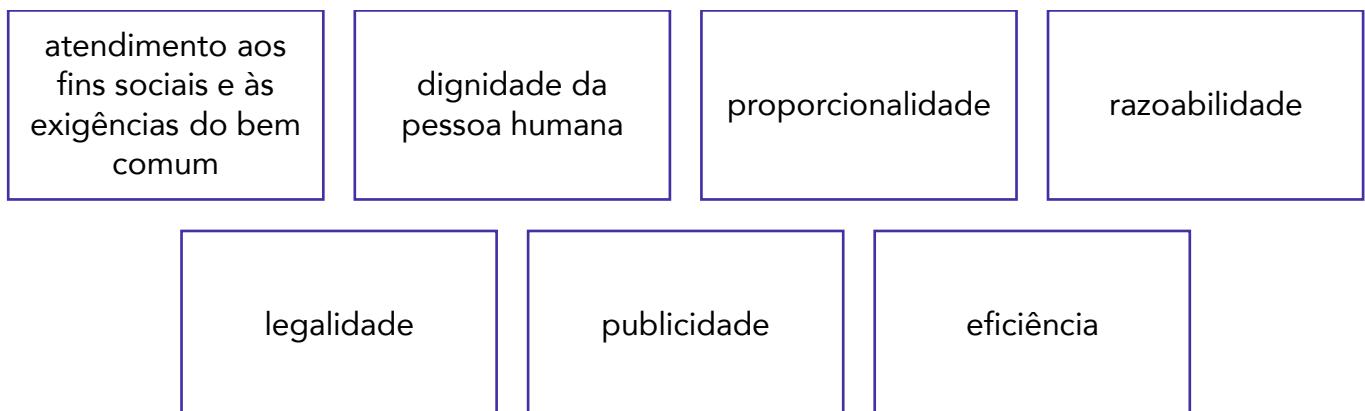 atendimento aos
fins sociais e às
exigências do bem
comum
dignidade da
pessoa humana
proporcionalidade
razoabilidade
legalidade
publicidade
eficiência